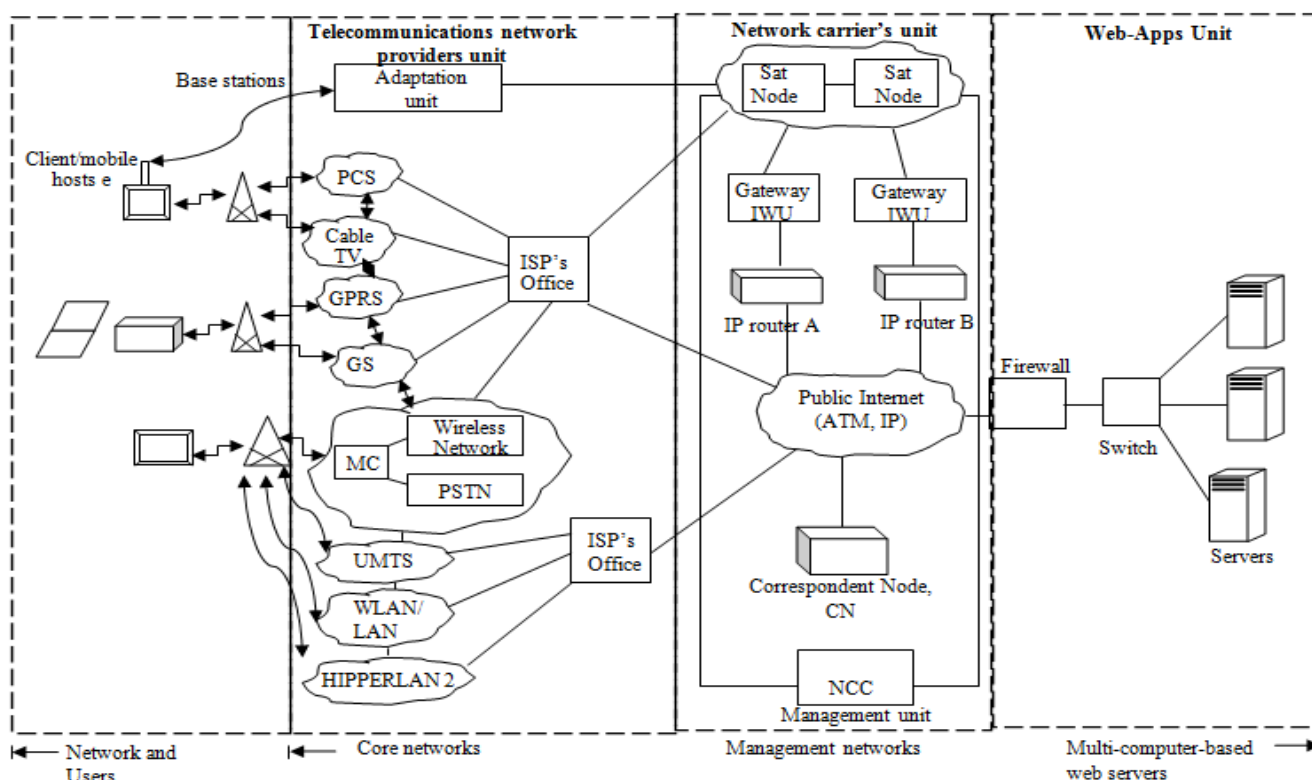 Telecommunications network
providers unit
Network carrier's unit
Web-Apps Unit
Base stations
Adaptation
unit
Sat
Node
Sat
Node
Client/mobile
hosts e
PCS
Cable
TV
GPRS
GS
ISP's
Office
Gateway
IWU
Gateway
IWU
IP router A
IP router B
Public Internet
(ATM, IP)
Firewall
Switch
Servers
Wireless
Network
MC
PSTN
UMTS
WLAN/
LAN
HIPPERLAN 2
ISP's
Office
Correspondent Node,
CN
NCC
Management unit
Network and
Users
Core networks
Management networks
Multi-computer-based
web servers